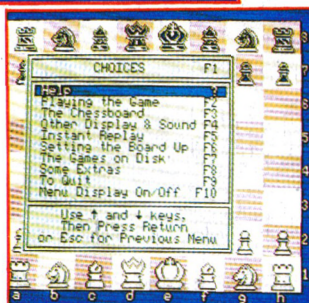 CHOICES F1
Help ?
Playing the Game F2
The Chessboard F3
Other Display & Sound F4
Instant Replay F5
Setting the Board Up F6
The Games on Disk F7
Some Extras F8
To Quit F9
Menu Display On/Off F10
Use ↑ and ↓ keys,
Then Press Return
or Esc for Previous Menu
8
7
6
5
4
3
2
1
a b c d e f g h